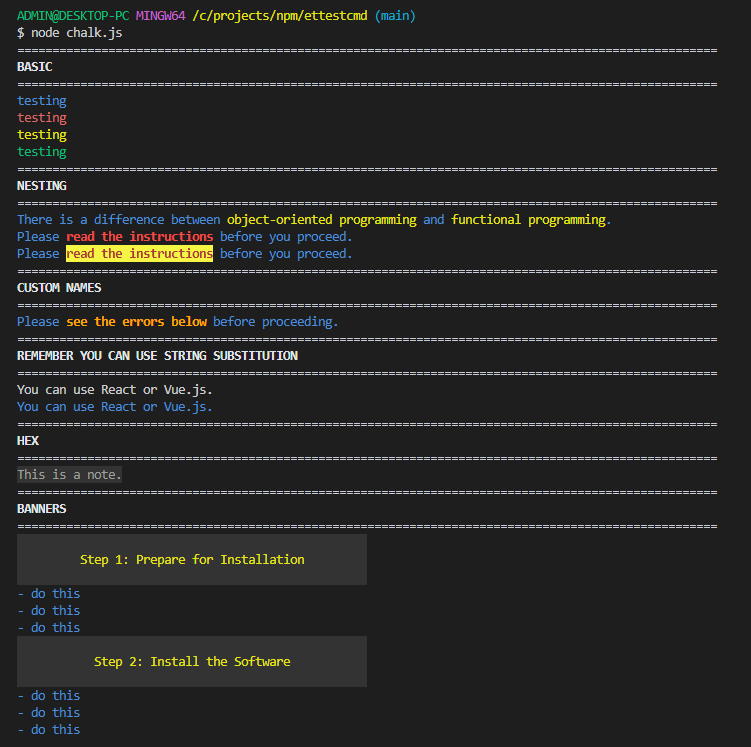 ADMIN@DESKTOP-PC MINGW64 /c/projects/npm/ettestcmd (main)
$ node chalk.js
====================================================================================================
BASIC
====================================================================================================
testing
testing
testing
testing
====================================================================================================
NESTING
====================================================================================================
There is a difference between object-oriented programming and functional programming.
Please read the instructions before you proceed.
Please read the instructions before you proceed.
====================================================================================================
CUSTOM NAMES
====================================================================================================
Please see the errors below before proceeding.
====================================================================================================
REMEMBER YOU CAN USE STRING SUBSTITUTION
====================================================================================================
You can use React or Vue.js.
You can use React or Vue.js.
====================================================================================================
HEX
====================================================================================================
This is a note.
====================================================================================================
BANNERS
====================================================================================================
Step 1: Prepare for Installation
- do this
- do this
- do this
Step 2: Install the Software
- do this
- do this
- do this